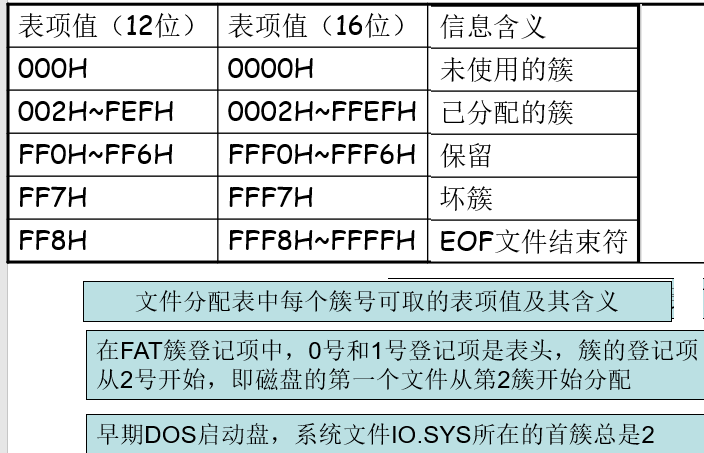 表项值（12位） 表项值（16位） 信息含义
000H 0000H 未使用的簇
002H~FEFH 0002H~FFEFH 已分配的簇
FF0H~FF6H FFF0H~FFF6H 保留
FF7H FFF7H 坏簇
FF8H FFF8H~FFFFH EOF文件结束符
文件分配表中每个簇号可取的表项值及其含义
在FAT簇登记项中，0号和1号登记项是表头，簇的登记项
从2号开始，即磁盘的第一个文件从第2簇开始分配
早期DOS启动盘，系统文件IO.SYS所在的首簇总是2